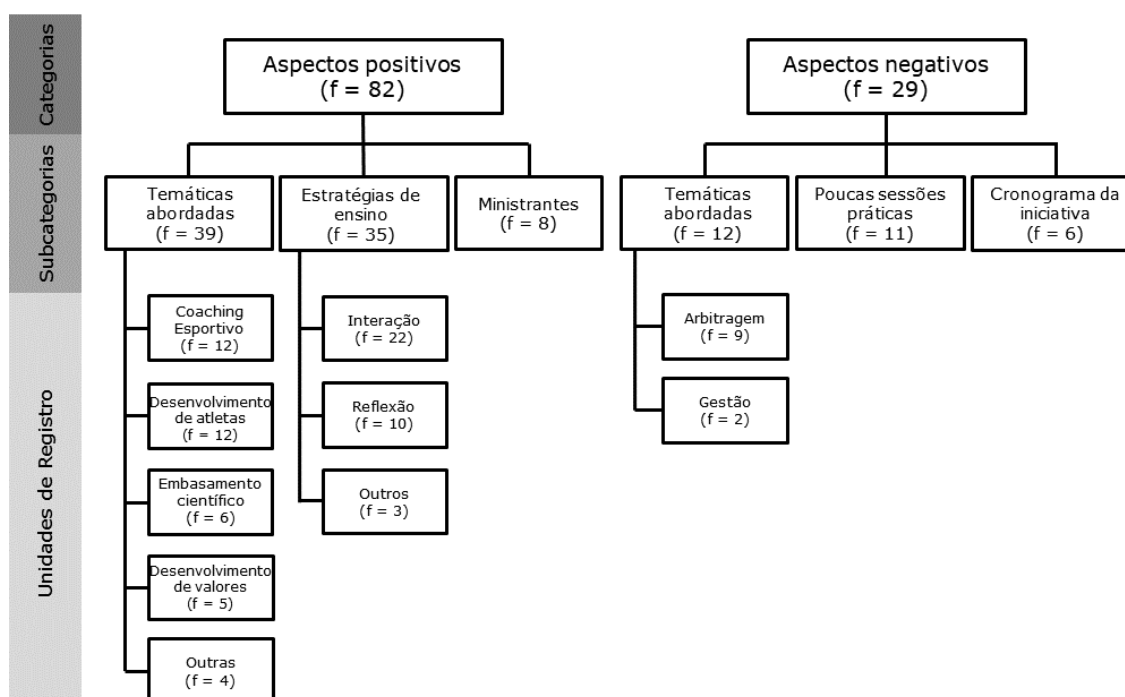 Categorias
Aspectos positivos
(f = 82)
Aspectos negativos
(f = 29)
Subcategorias
Temáticas
abordadas
(f = 39)
Estratégias de
ensino
(f = 35)
Ministrantes
(f = 8)
Temáticas
abordadas
(f = 12)
Poucas sessões
práticas
(f = 11)
Cronograma da
iniciativa
(f = 6)
Unidades de Registro
Coaching
Esportivo
(f = 12)
Desenvolvimento
de atletas
(f = 12)
Embasamento
científico
(f = 6)
Desenvolvimento
de valores
(f = 5)
Outras
(f = 4)
Interação
(f = 22)
Reflexão
(f = 10)
Outros
(f = 3)
Arbitragem
(f = 9)
Gestão
(f = 2)